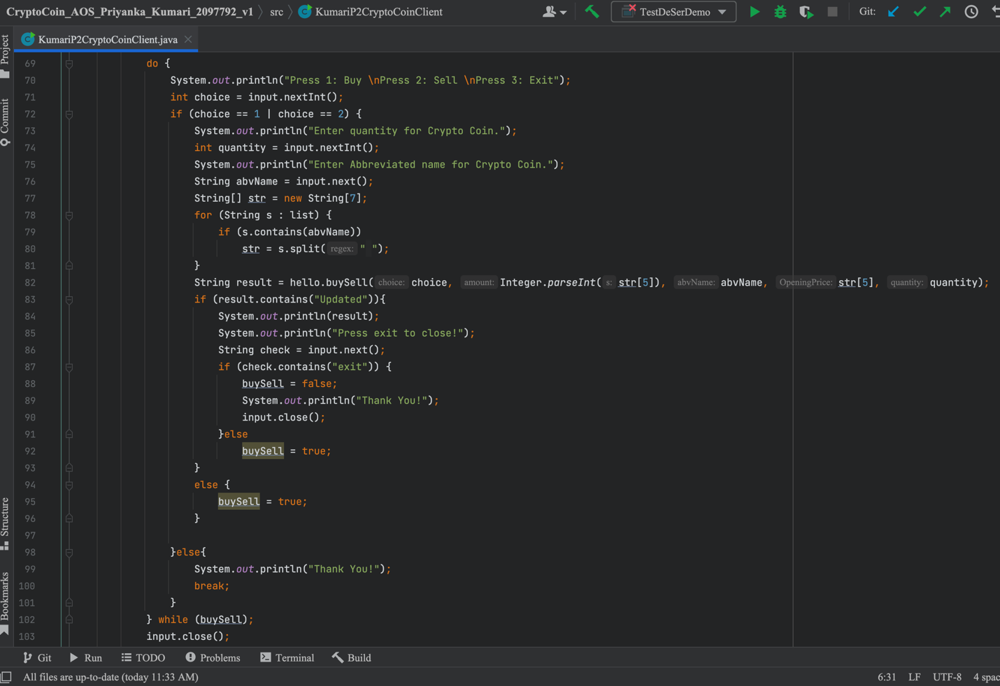 CryptoCoin_AOS_Priyanka_Kumari_2097792_v1 src KumariP2CryptoCoinClient TestDeSerDemo Git:
KumariP2CryptoCoinClient.java
Project
Commit
Structure
Bookmarks
69 do {
70 System.out.println("Press 1: Buy \nPress 2: Sell \nPress 3: Exit");
71 int choice = input.nextInt();
72 if (choice == 1 | choice == 2) {
73 System.out.println("Enter quantity for Crypto Coin.");
74 int quantity = input.nextInt();
75 System.out.println("Enter Abbreviated name for Crypto Coin.");
76 String abvName = input.next();
77 String[] str = new String[7];
78 for (String s : list) {
79 if (s.contains(abvName))
80 str = s.split( regex: " ");
81 }
82 String result = hello.buySell( choice: choice, amount: Integer.parseInt( s: str[5]), abvName: abvName, OpeningPrice: str[5], quantity: quantity);
83 if (result.contains("Updated")){
84 System.out.println(result);
85 System.out.println("Press exit to close!");
86 String check = input.next();
87 if (check.contains("exit")) {
88 buySell = false;
89 System.out.println("Thank You!");
90 input.close();
91 }else
92 buySell = true;
93 }
94 else {
95 buySell = true;
96 }
97
98 }else{
99 System.out.println("Thank You!");
100 break;
101 }
102 } while (buySell);
103 input.close();
Git Run TODO Problems Terminal Build
All files are up-to-date (today 11:33 AM) 6:31 LF UTF-8 4 spac